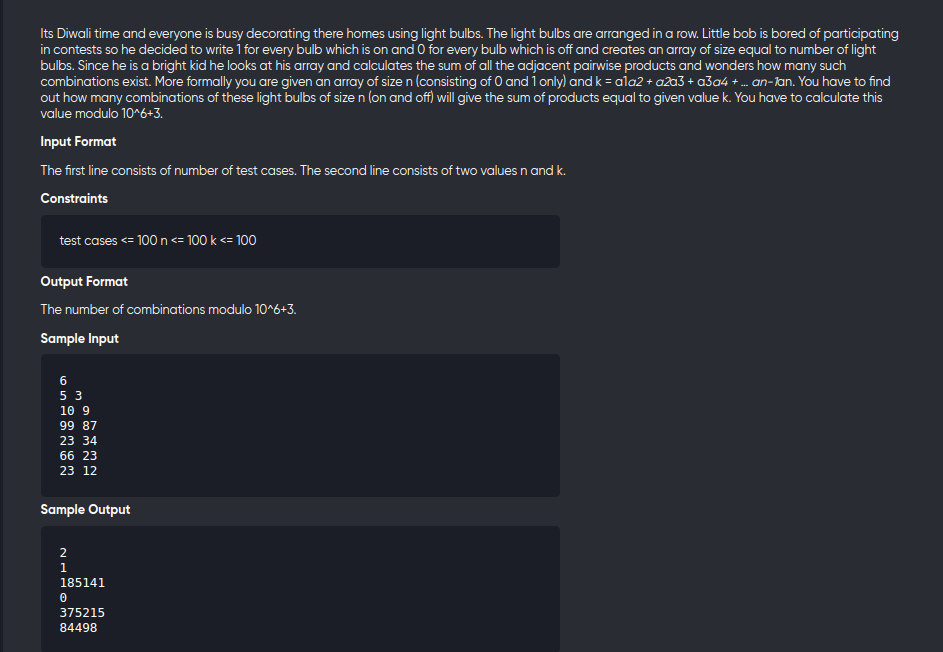 Its Diwali time and everyone is busy decorating there homes using light bulbs. The light bulbs are arranged in a row. Little bob is bored of participating
in contests so he decided to write 1 for every bulb which is on and 0 for every bulb which is off and creates an array of size equal to number of light
bulbs. Since he is a bright kid he looks at his array and calculates the sum of all the adjacent pairwise products and wonders how many such
combinations exist. More formally you are given an array of size n (consisting of 0 and 1 only) and k = a1a2 + a2a3 + a3a4 +... an-1an. You have to find
out how many combinations of these light bulbs of size n (on and off) will give the sum of products equal to given value k. You have to calculate this
value modulo 10^6+3.
Input Format
The first line consists of number of test cases. The second line consists of two values n and k.
Constraints
test cases <= 100 n <= 100 k <= 100
Output Format
The number of combinations modulo 10^6+3.
Sample Input
6
5 3
10 9
99 87
23 34
66 23
23 12
Sample Output
2
1
185141
0
375215
84498